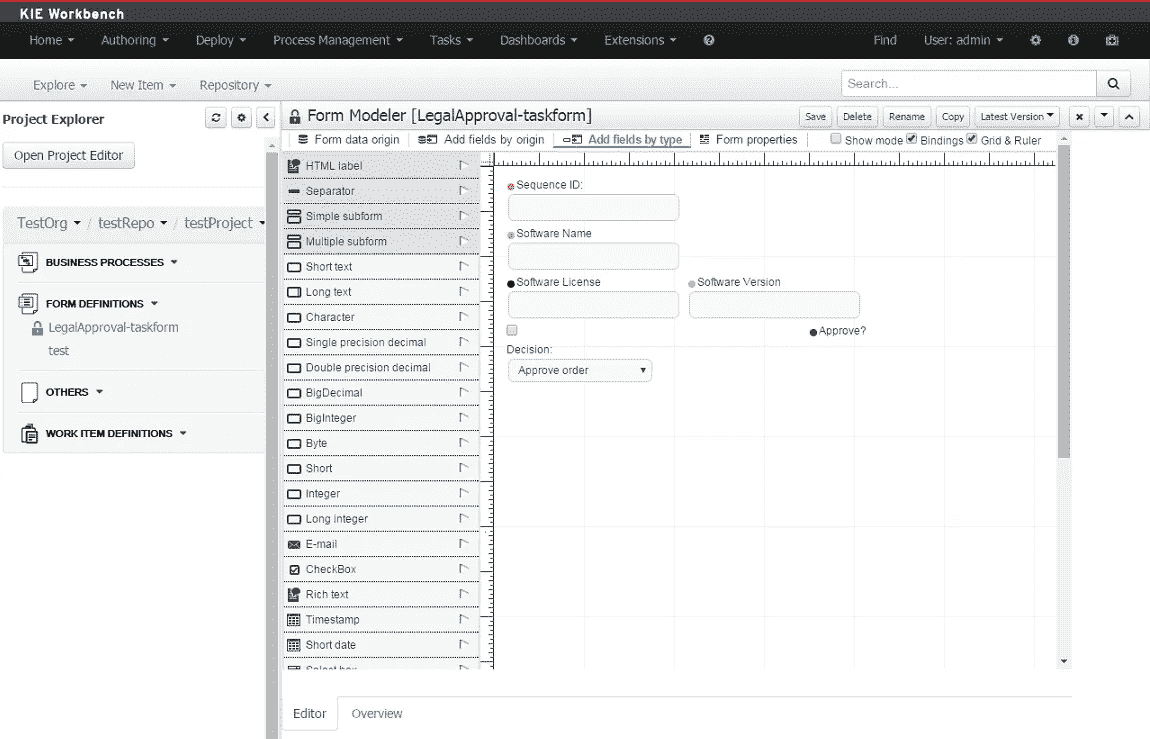 KIE Workbench
Home Authoring Deploy Process Management Tasks Dashboards Extensions Find User: admin
Explore New Item Repository Search...
Project Explorer
Open Project Editor
TestOrg / testRepo / testProject
BUSINESS PROCESSES
FORM DEFINITIONS
LegalApproval-taskform
test
OTHERS
WORK ITEM DEFINITIONS
Form Modeler [LegalApproval-taskform] Save Delete Rename Copy Latest Version
Form data origin Add fields by origin Add fields by type Form properties Show mode Bindings Grid & Ruler
HTML label
Separator
Simple subform
Multiple subform
Short text
Long text
Character
Single precision decimal
Double precision decimal
BigDecimal
BigInteger
Byte
Short
Integer
Long integer
E-mail
CheckBox
Rich text
Timestamp
Short date
Select box
Sequence ID:
Software Name
Software License Software Version
Approve?
Decision:
Approve order
Editor Overview